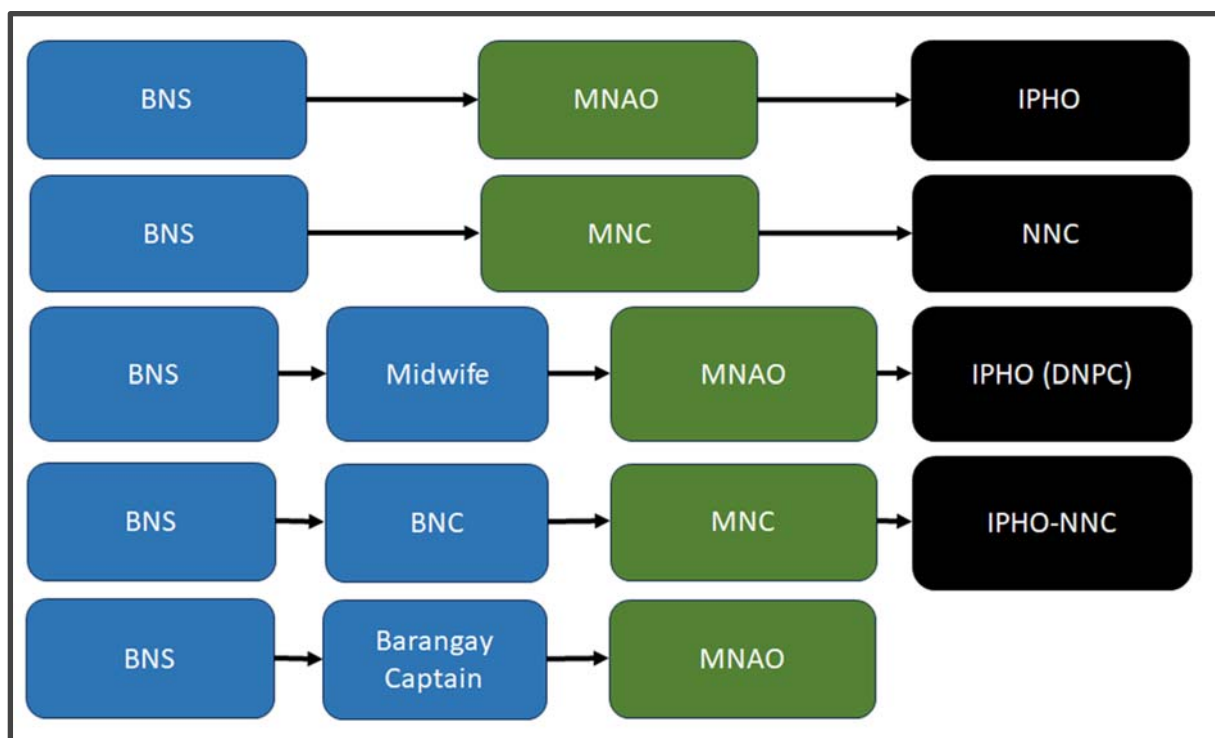 BNS
MNAO
IPHO
BNS
MNC
NNC
BNS
Midwife
MNAO
IPHO (DNPC)
BNS
BNC
MNC
IPHO-NNC
BNS
Barangay
Captain
MNAO